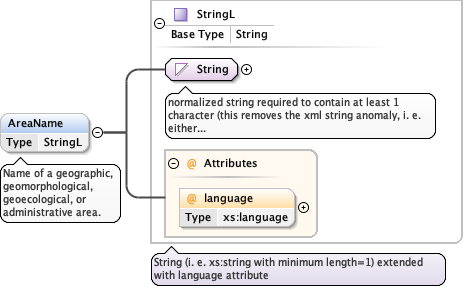 StringL
Base Type String
String
normalized string required to contain at least 1
character (this removes the xml string anomaly, i. e.
either...
AreaName
Type StringL
Name of a geographic,
geomorphological,
geoecological, or
administrative area.
@ Attributes
@ language
Type xs:language
String (i. e. xs:string with minimum length=1) extended
with language attribute